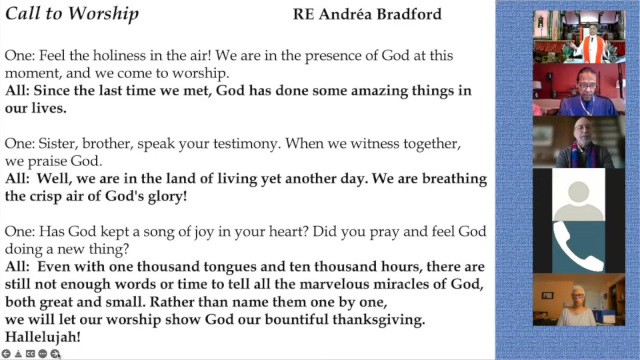 Call to Worship RE Andréa Bradford
One: Feel the holiness in the air! We are in the presence of God at this
moment, and we come to worship.
All: Since the last time we met, God has done some amazing things in
our lives.
One: Sister, brother, speak your testimony. When we witness together,
we praise God.
All: Well, we are in the land of living yet another day. We are breathing
the crisp air of God's glory!
One: Has God kept a song of joy in your heart? Did you pray and feel God
doing a new thing?
All: Even with one thousand tongues and ten thousand hours, there are
still not enough words or time to tell all the marvelous miracles of God,
both great and small. Rather than name them one by one,
we will let our worship show God our bountiful thanksgiving.
Hallelujah!